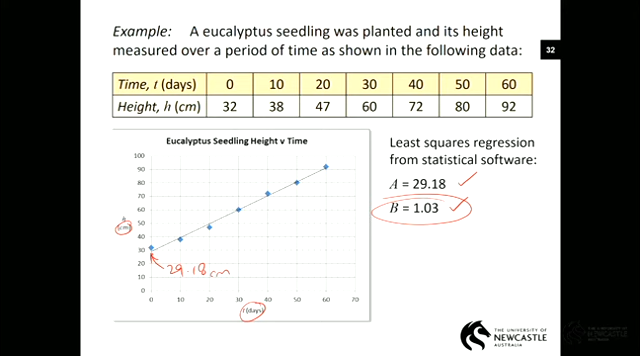 Example: A eucalyptus seedling was planted and its height
measured over a period of time as shown in the following data:
32
Time, t (days) 0 10 20 30 40 50 60
Height, h (cm) 32 38 47 60 72 80 92
Eucalyptus Seedling Height v Time
100
90
80
70
60
50
40
30
20
10
0
h
(cm)
29.18 cm
0 10 20 30 40 50 60 70
t (days)
Least squares regression
from statistical software:
A = 29.18
B = 1.03
THE UNIVERSITY OF
NEWCASTLE
AUSTRALIA